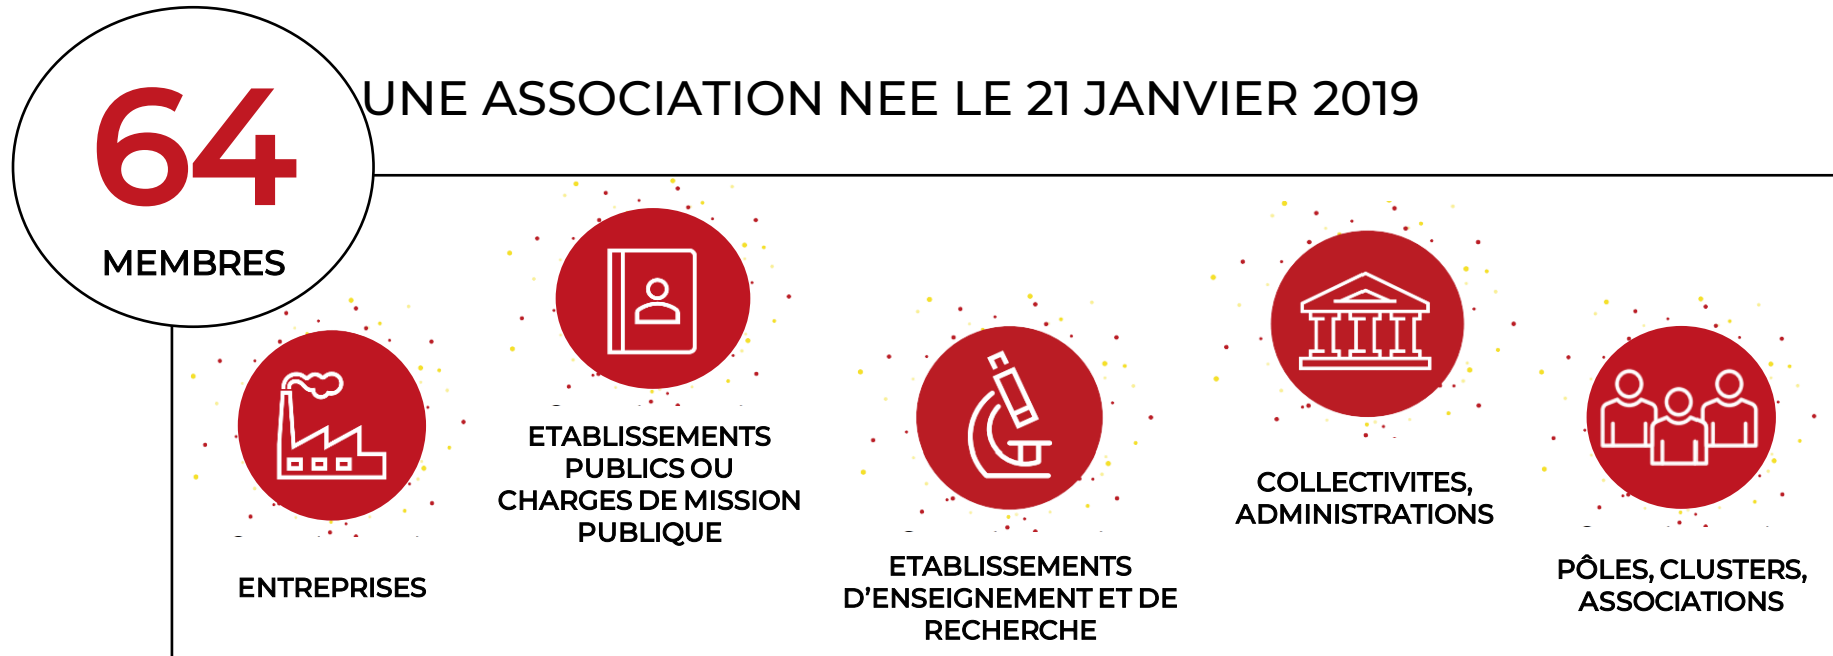 64
MEMBRES
UNE ASSOCIATION NEE LE 21 JANVIER 2019
ENTREPRISES
ETABLISSEMENTS
PUBLICS OU
CHARGES DE MISSION
PUBLIQUE
ETABLISSEMENTS
D’ENSEIGNEMENT ET DE
RECHERCHE
COLLECTIVITES,
ADMINISTRATIONS
PÔLES, CLUSTERS,
ASSOCIATIONS